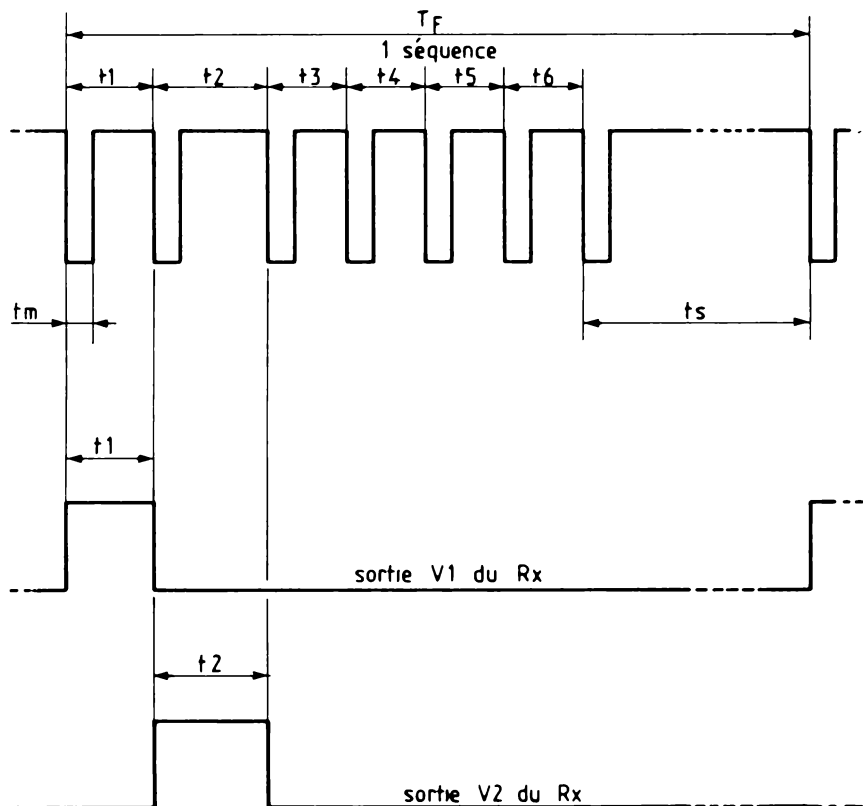 TF
1 séquence
t1 t2 t3 t4 t5 t6
tm
ts
t1
sortie V1 du Rx
t2
sortie V2 du Rx